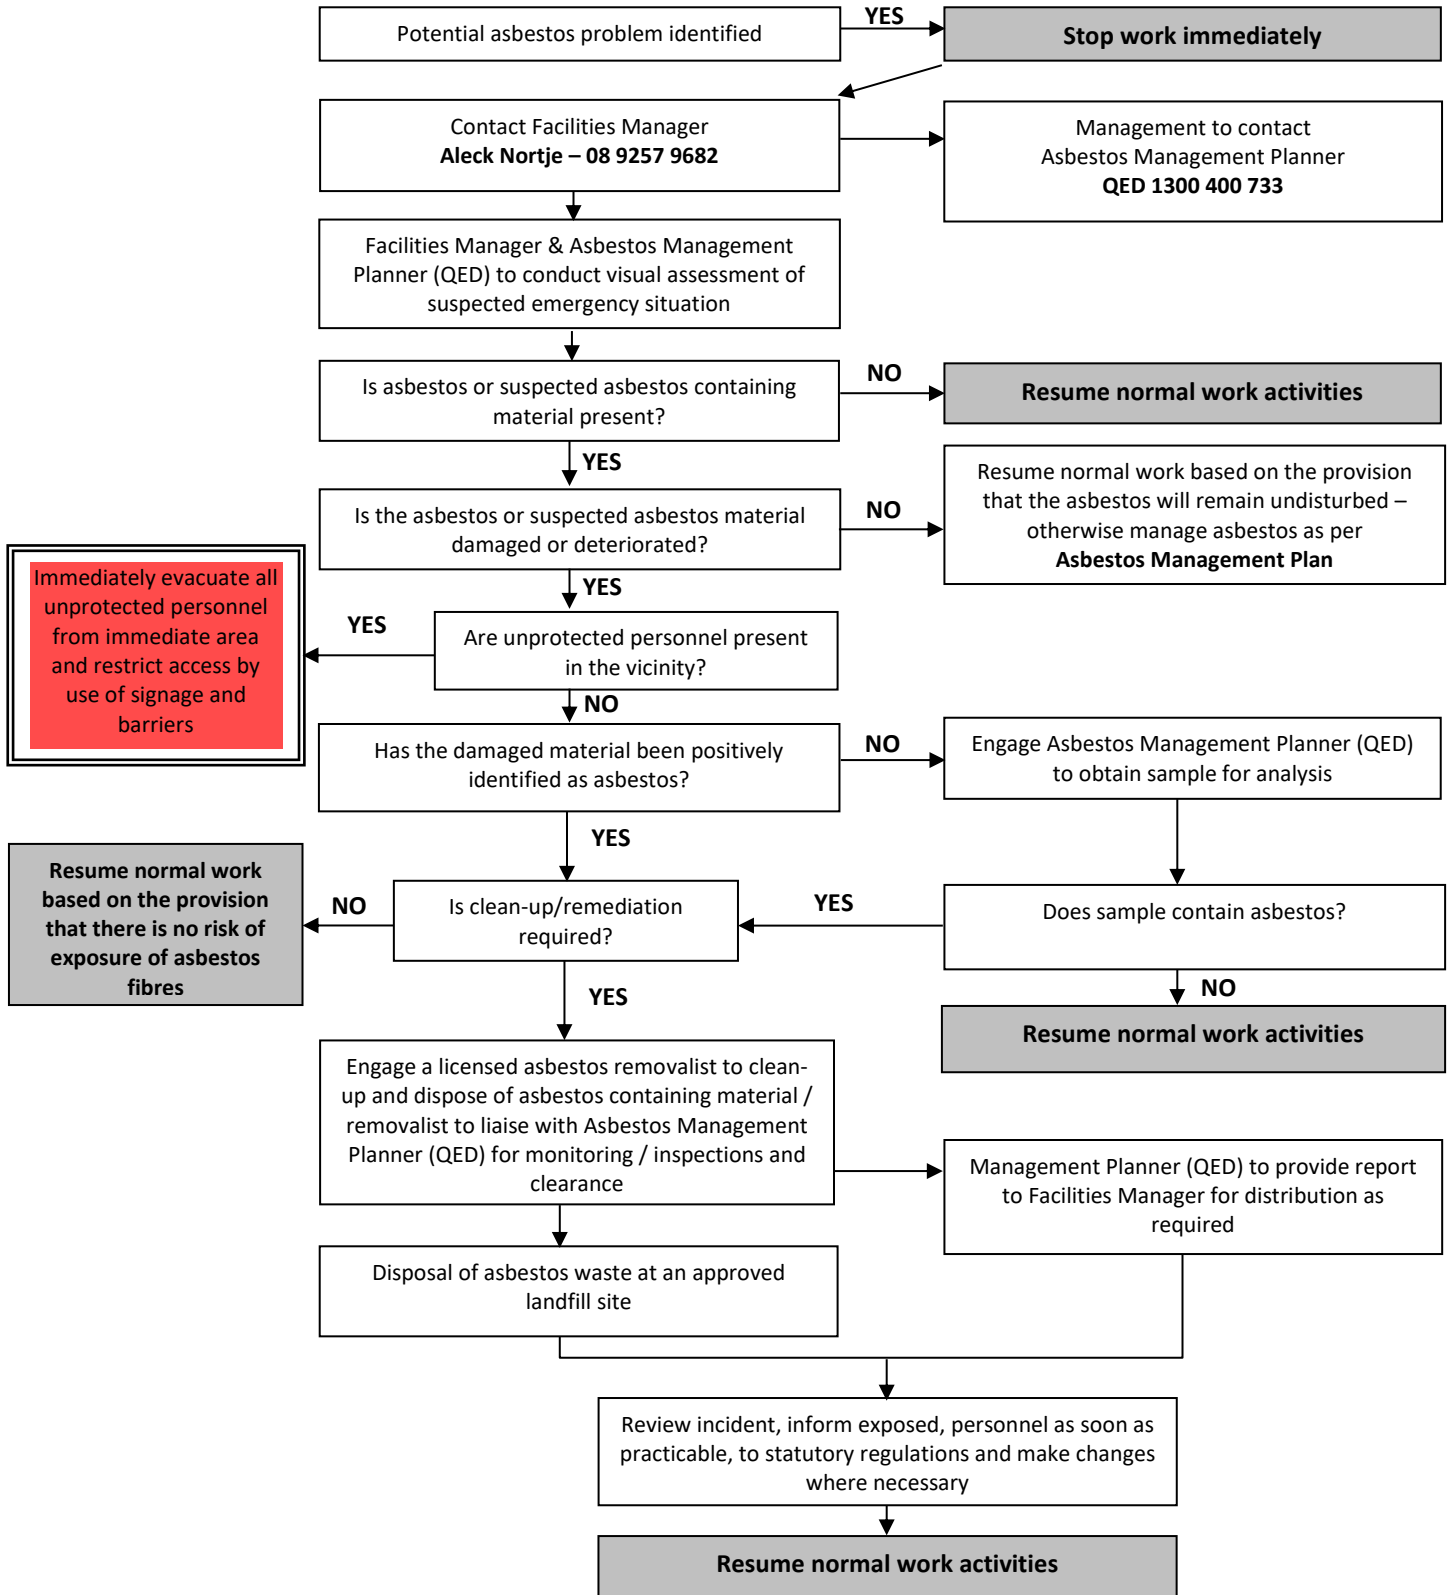 Potential asbestos problem identified
YES
Stop work immediately
Contact Facilities Manager
Aleck Nortje – 08 9257 9682
Management to contact
Asbestos Management Planner
QED 1300 400 733
Facilities Manager & Asbestos Management
Planner (QED) to conduct visual assessment of
suspected emergency situation
Is asbestos or suspected asbestos containing
material present?
NO
Resume normal work activities
YES
Is the asbestos or suspected asbestos material
damaged or deteriorated?
NO
Resume normal work based on the provision
that the asbestos will remain undisturbed –
otherwise manage asbestos as per
Asbestos Management Plan
YES
Are unprotected personnel present
in the vicinity?
YES
Immediately evacuate all
unprotected personnel
from immediate area
and restrict access by
use of signage and
barriers
NO
Has the damaged material been positively
identified as asbestos?
NO
Engage Asbestos Management Planner (QED)
to obtain sample for analysis
YES
Does sample contain asbestos?
YES
NO
Resume normal work activities
Is clean-up/remediation
required?
NO
Resume normal work
based on the provision
that there is no risk of
exposure of asbestos
fibres
YES
Engage a licensed asbestos removalist to clean-
up and dispose of asbestos containing material /
removalist to liaise with Asbestos Management
Planner (QED) for monitoring / inspections and
clearance
Management Planner (QED) to provide report
to Facilities Manager for distribution as
required
Disposal of asbestos waste at an approved
landfill site
Review incident, inform exposed, personnel as soon as
practicable, to statutory regulations and make changes
where necessary
Resume normal work activities